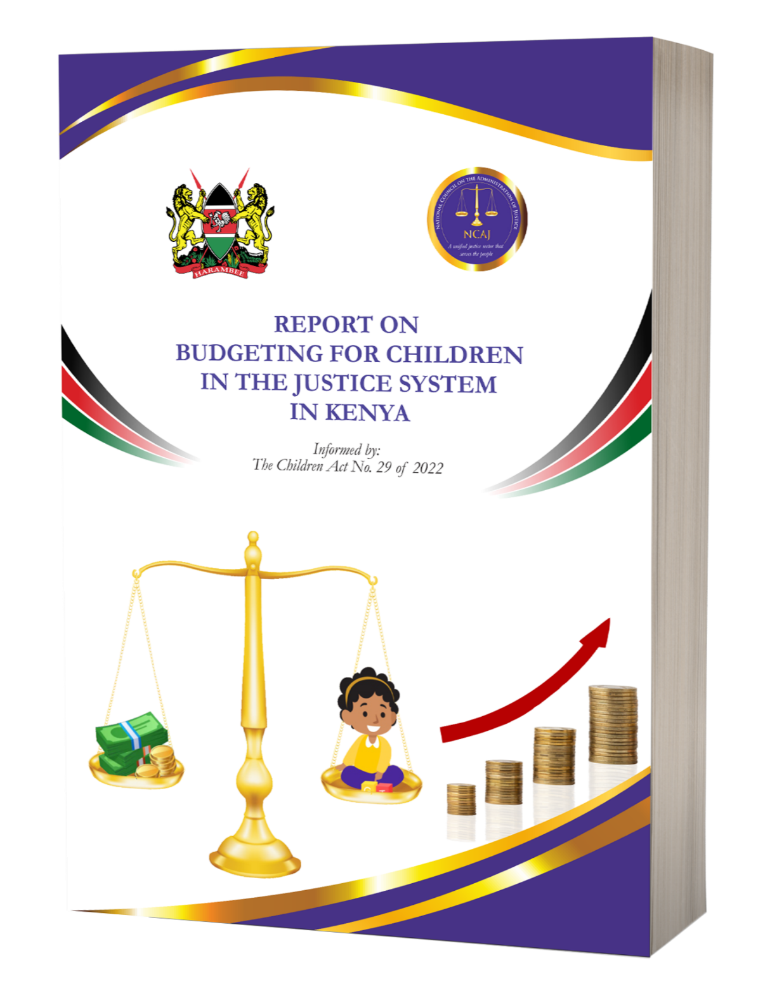 HARAMBEE
NATIONAL COUNCIL ON THE ADMINISTRATION OF JUSTICE
NCAJ
A unified justice sector that
serves the people
REPORT ON
BUDGETING FOR CHILDREN
IN THE JUSTICE SYSTEM
IN KENYA
Informed by:
The Children Act No. 29 of 2022